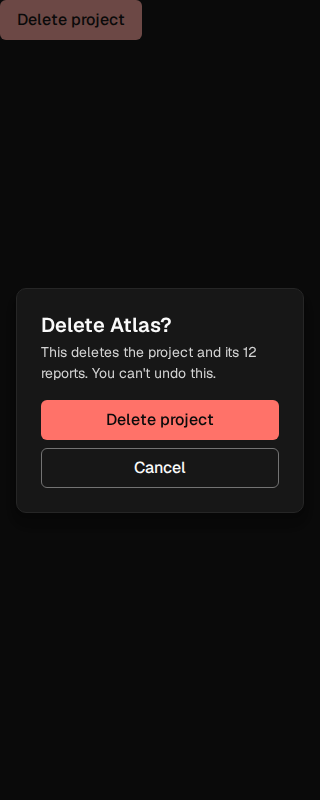 Delete project
Delete Atlas?
This deletes the project and its 12
reports. You can't undo this.
Delete project
Cancel